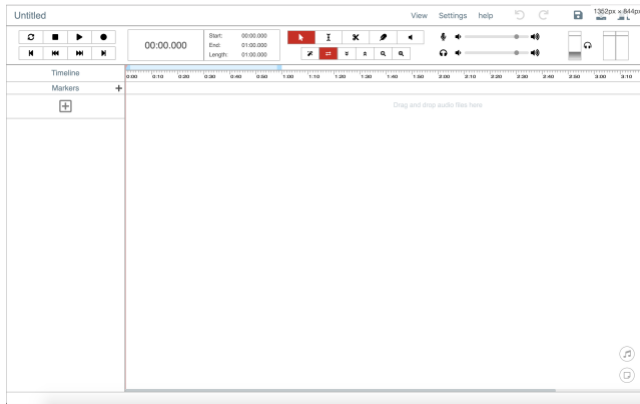 Untitled
View Settings help
1352px x 644px
00:00.000
Start: 00:00.000
End: 01:00.000
Length: 01:00.000
Timeline
0:00 0:10 0:20 0:30 0:40 0:50 1:00 1:10 1:20 1:30 1:40 1:50 2:00 2:10 2:20 2:30 2:40 2:50 3:00 3:10
Markers +
Drag and drop audio files here